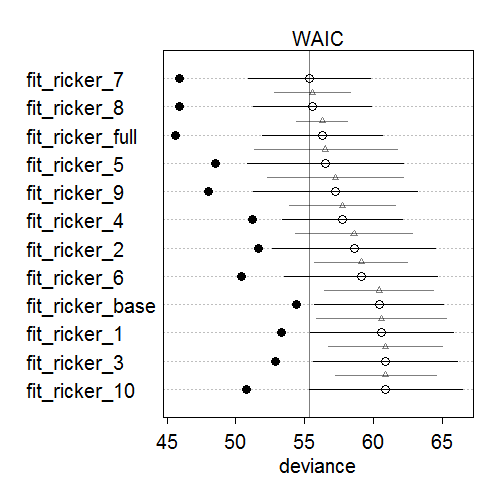 WAIC
fit_ricker_7
fit_ricker_8
fit_ricker_full
fit_ricker_5
fit_ricker_9
fit_ricker_4
fit_ricker_2
fit_ricker_6
fit_ricker_base
fit_ricker_1
fit_ricker_3
fit_ricker_10
45 50 55 60 65
deviance